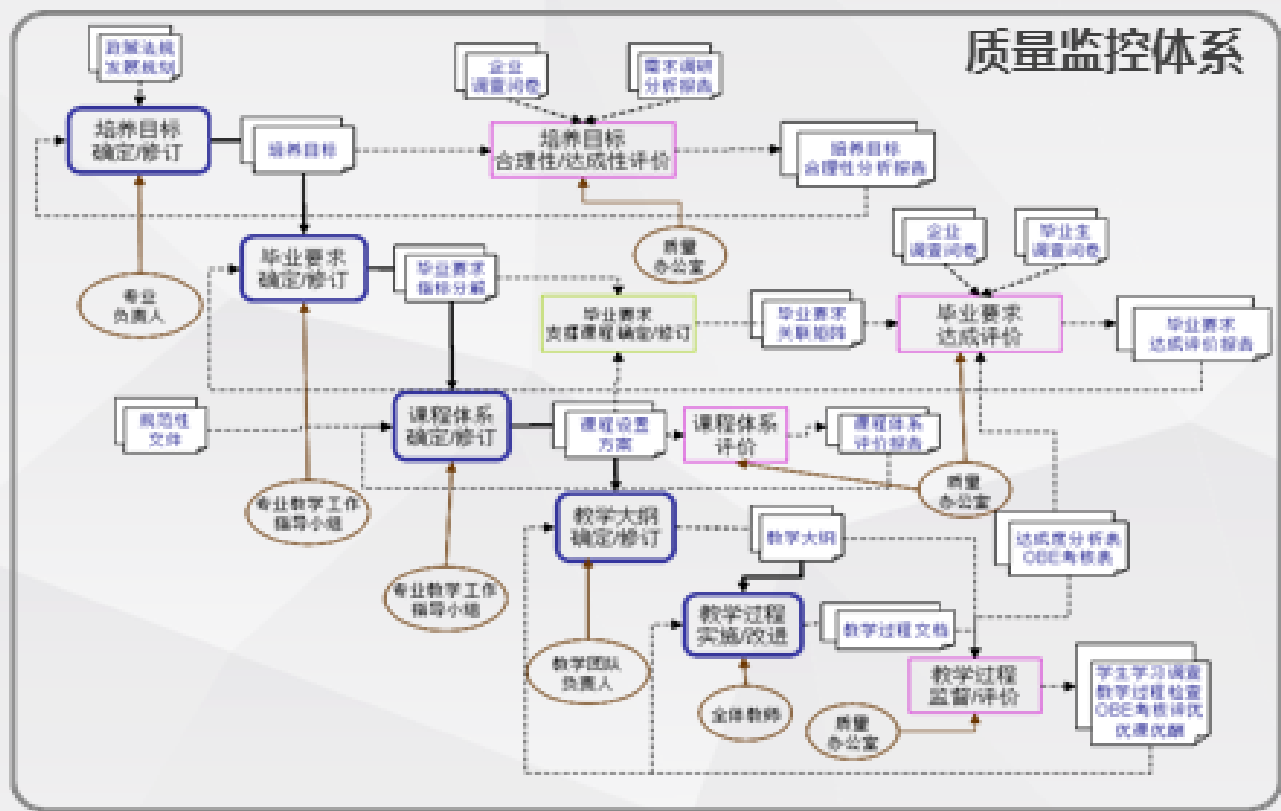 质量监控体系
政策法规
发展规划
企业
调查问卷
需求调研
分析报告
培养目标
确定/修订
培养目标
培养目标
合理性/达成性评价
培养目标
合理性分析报告
质量
办公室
企业
调查问卷
毕业生
调查问卷
毕业要求
确定/修订
毕业要求
指标分解
专业
负责人
毕业要求
支撑课程确定/修订
毕业要求
关联矩阵
毕业要求
达成评价
毕业要求
达成评价报告
规范性
文件
课程体系
确定/修订
课程设置
方案
课程体系
评价
课程体系
评价报告
质量
办公室
专业教学工作
指导小组
教学大纲
确定/修订
教学大纲
达成度分析表
OBE考核表
专业教学工作
指导小组
教学过程
实施/改进
教学过程文档
教学团队
负责人
教学过程
监督/评价
学生学习调查
教学过程检查
OBE考核评优
优课优酬
全体教师
质量
办公室